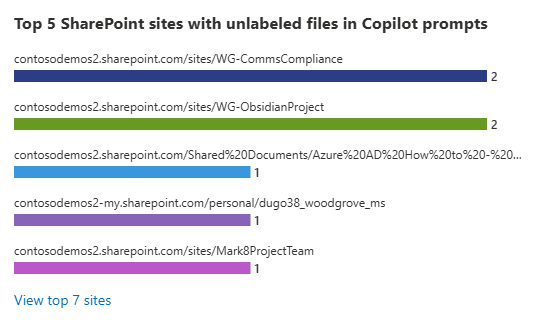 Top 5 SharePoint sites with unlabeled files in Copilot prompts
contosodemos2.sharepoint.com/sites/WG-CommsCompliance
2
contosodemos2.sharepoint.com/sites/WG-ObsidianProject
2
contosodemos2.sharepoint.com/Shared%20Documents/Azure%20AD%20How%20to%20-%20...
1
contosodemos2-my.sharepoint.com/personal/dugo38_woodgrove_ms
1
contosodemos2.sharepoint.com/sites/Mark8ProjectTeam
1
View top 7 sites